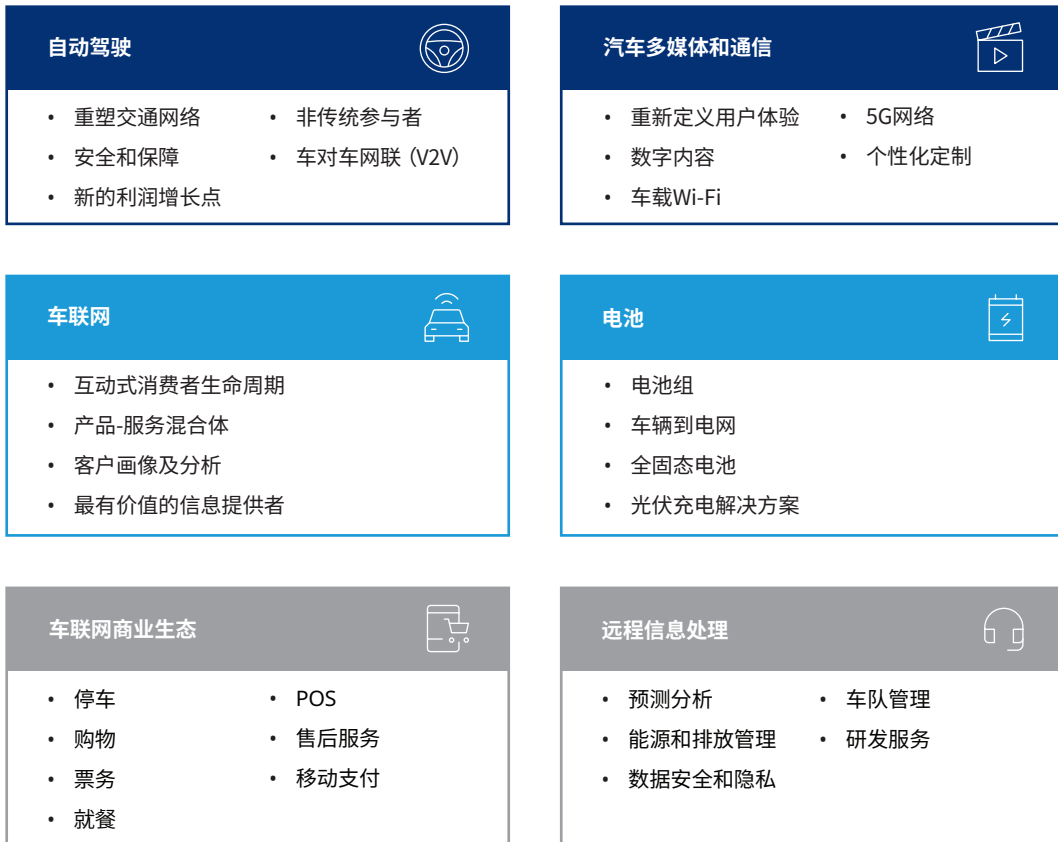 自动驾驶
• 重塑交通网络
• 安全和保障
• 新的利润增长点
• 非传统参与者
• 车对车网联（V2V）
汽车多媒体和通信
• 重新定义用户体验
• 数字内容
• 车载Wi-Fi
• 5G网络
• 个性化定制
车联网
• 互动式消费者生命周期
• 产品-服务混合体
• 客户画像及分析
• 最有价值的信息提供者
电池
• 电池组
• 车辆到电网
• 全固态电池
• 光伏充电解决方案
车联网商业生态
• 停车
• 购物
• 票务
• 就餐
• POS
• 售后服务
• 移动支付
远程信息处理
• 预测分析
• 能源和排放管理
• 数据安全和隐私
• 车队管理
• 研发服务